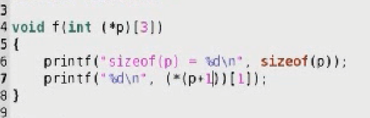 3
4 void f(int (*p)[3])
5 {
6 printf("sizeof(p) = %d\n", sizeof(p));
7 printf("%d\n", (*(p+1))[1]);
8 }
9